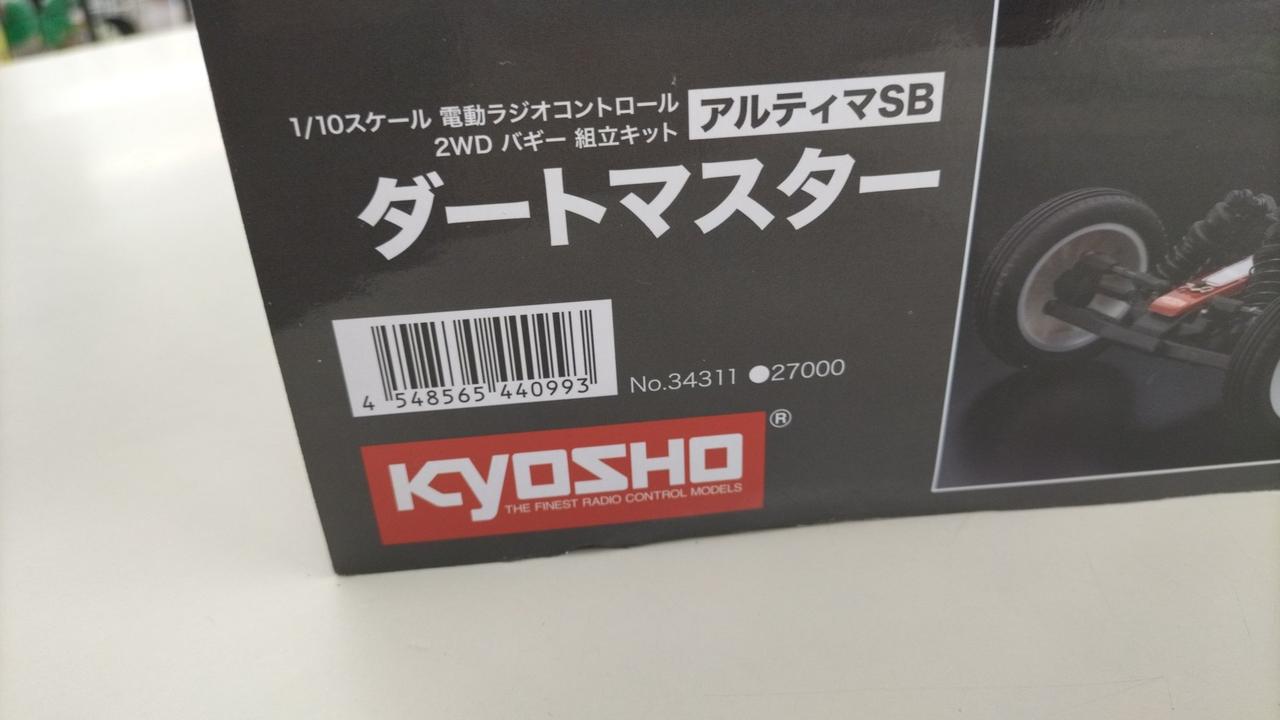 1/10スケール 電動ラジオコントロール
2WD バギー 組立キット
アルティマSB
ダートマスター
4 548565 440993
No.34311 ●27000
KYOSHO ®
THE FINEST RADIO CONTROL MODELS